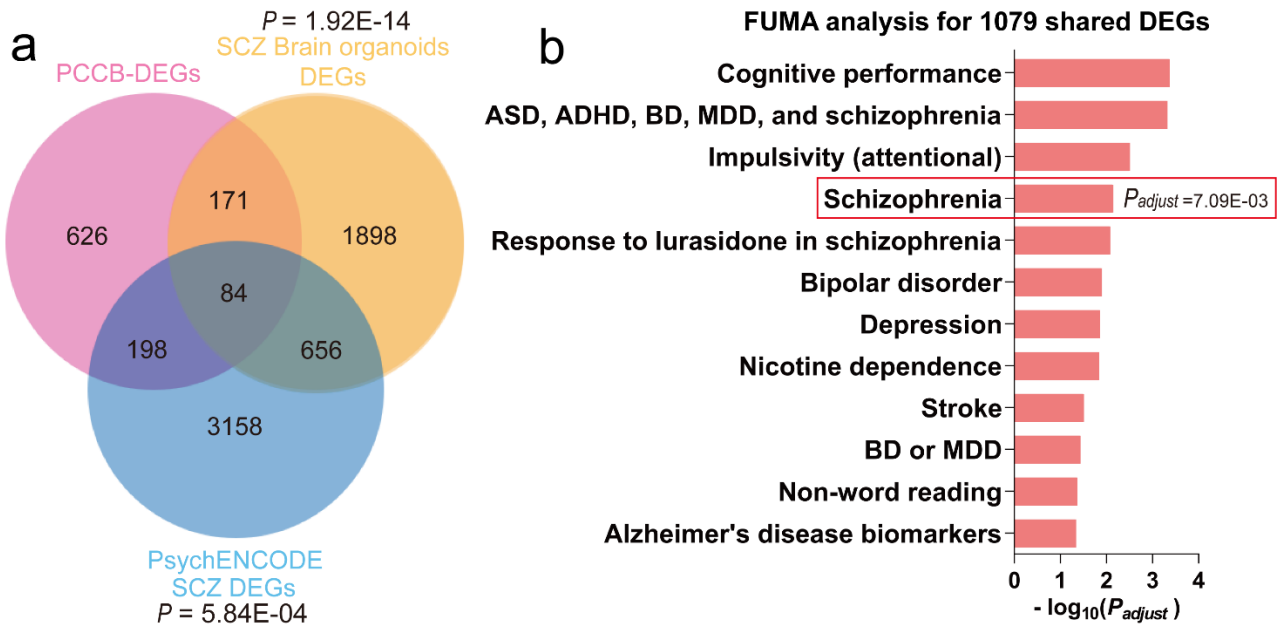 a
P = 1.92E-14
PCCB-DEGs
SCZ Brain organoids
DEGs
171
626
1898
84
198
656
3158
PsychENCODE
SCZ DEGs
P = 5.84E-04
b
FUMA analysis for 1079 shared DEGs
Cognitive performance
ASD, ADHD, BD, MDD, and schizophrenia
Impulsivity (attentional)
Schizophrenia
Padjust =7.09E-03
Response to lurasidone in schizophrenia
Bipolar disorder
Depression
Nicotine dependence
Stroke
BD or MDD
Non-word reading
Alzheimer's disease biomarkers
0 1 2 3 4
- log10(Padjust)